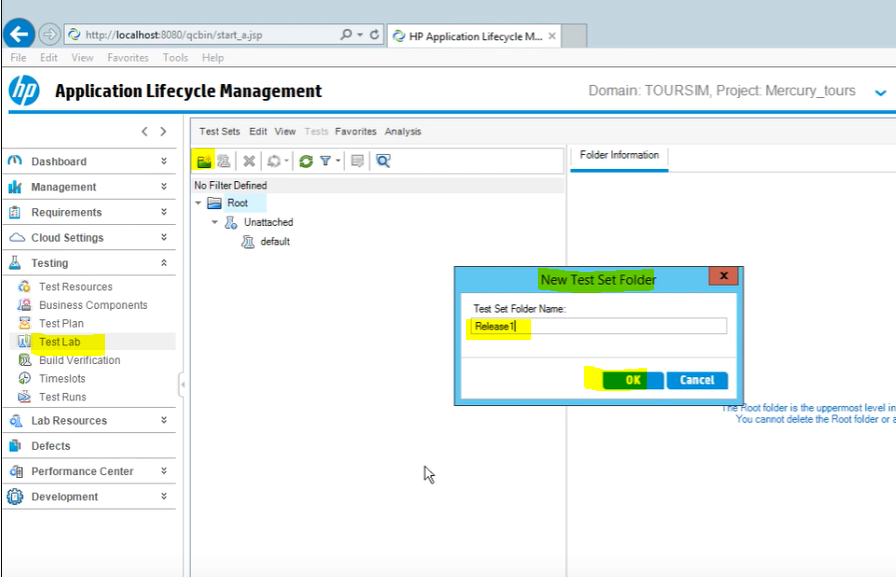 http://localhost:8080/qcbin/start_a.jsp
HP Application Lifecycle M...
File Edit View Favorites Tools Help
hp Application Lifecycle Management
Domain: TOURSIM, Project: Mercury_tours
Test Sets Edit View Tests Favorites Analysis
Dashboard
Management
Requirements
Cloud Settings
Testing
Test Resources
Business Components
Test Plan
Test Lab
Build Verification
Timeslots
Test Runs
Lab Resources
Defects
Performance Center
Development
No Filter Defined
Root
Unattached
default
Folder Information
New Test Set Folder
Test Set Folder Name:
Release1
OK Cancel
The Root folder is the uppermost level in
You cannot delete the Root folder or a